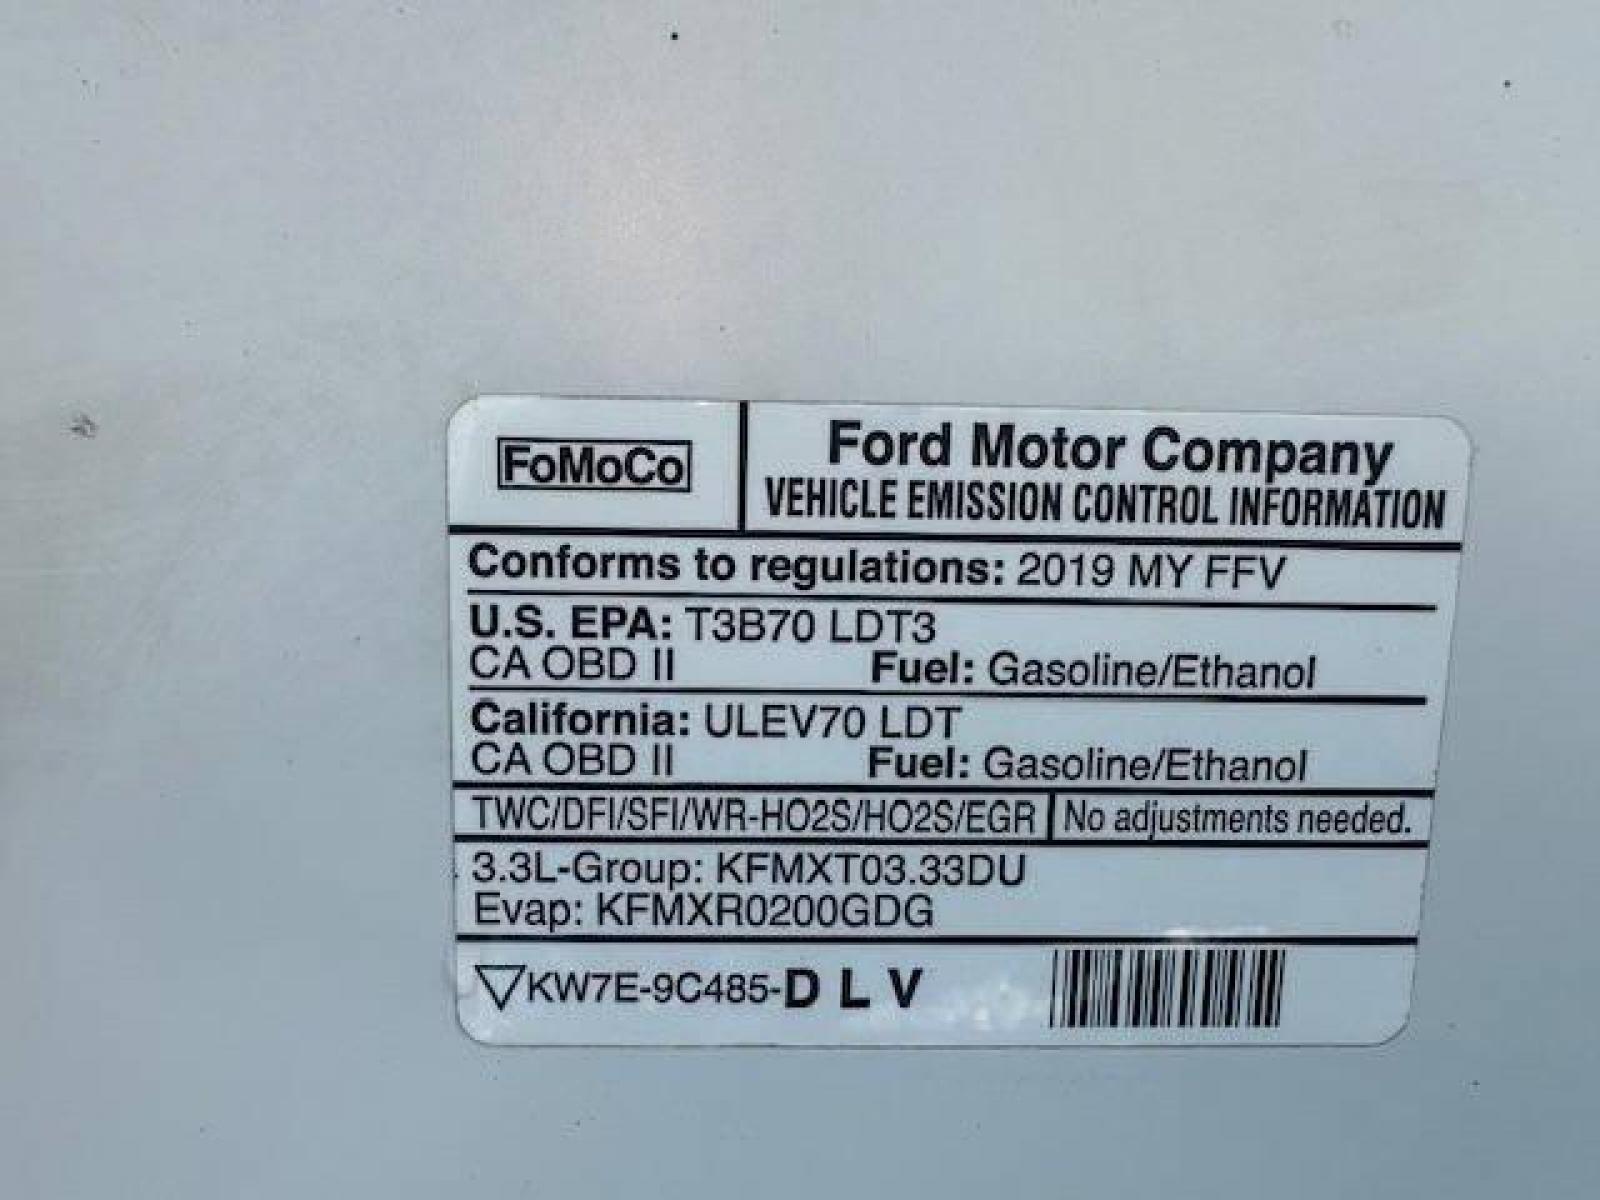 FoMoCo
Ford Motor Company
VEHICLE EMISSION CONTROL INFORMATION
Conforms to regulations: 2019 MY FFV
U.S. EPA: T3B70 LDT3
CA OBD II Fuel: Gasoline/Ethanol
California: ULEV70 LDT
CA OBD II Fuel: Gasoline/Ethanol
TWC/DFI/SFI/WR-HO2S/HO2S/EGR No adjustments needed.
3.3L-Group: KFMXT03.33DU
Evap: KFMXR0200GDG
KW7E-9C485-D L V